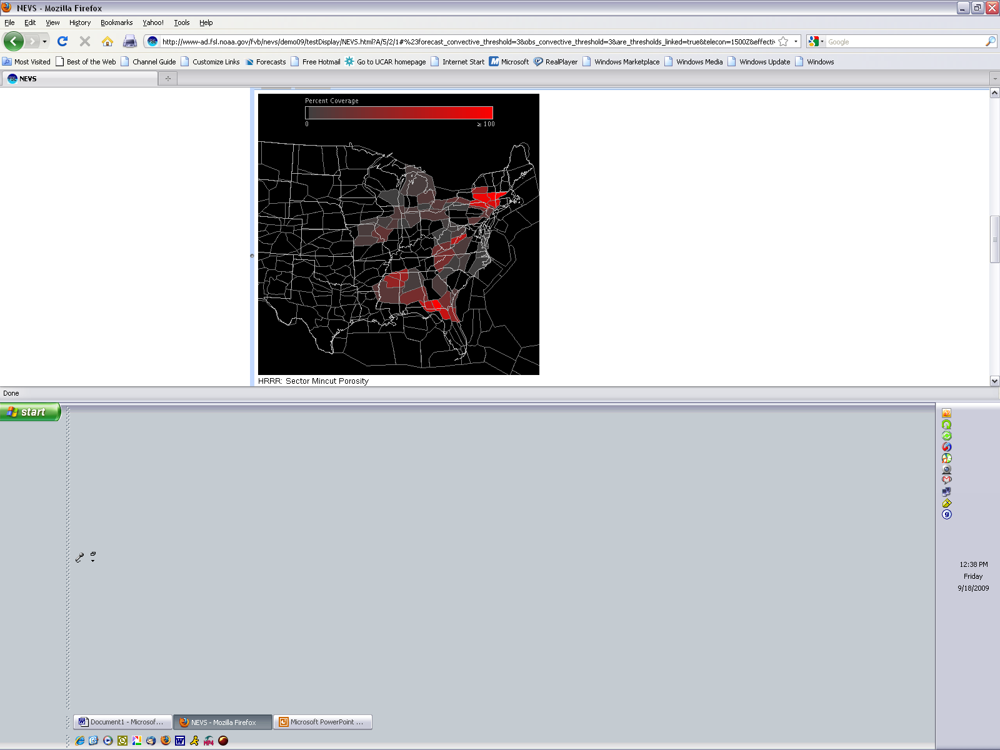 NEVS - Mozilla Firefox
File Edit View History Bookmarks Yahoo! Tools Help
http://www-ad.fsl.noaa.gov/fvb/nevs/demo09/testDisplay/NEVS.html?A/5/2/1#%23forecast_convective_threshold=3&obs_convective_threshold=3&are_thresholds_linked=true&telecon=1500Z&effectiv Google
Most Visited Best of the Web Channel Guide Customize Links Forecasts Free Hotmail Go to UCAR homepage Internet Start Microsoft RealPlayer Windows Marketplace Windows Media Windows Update Windows
FSL NEVS
Percent Coverage
0 ≥ 100
HRRR: Sector Mincut Porosity
Done
start
12:38 PM
Friday
9/18/2009
Document1 - Microsof... NEVS - Mozilla Firefox Microsoft PowerPoint ...
MP4